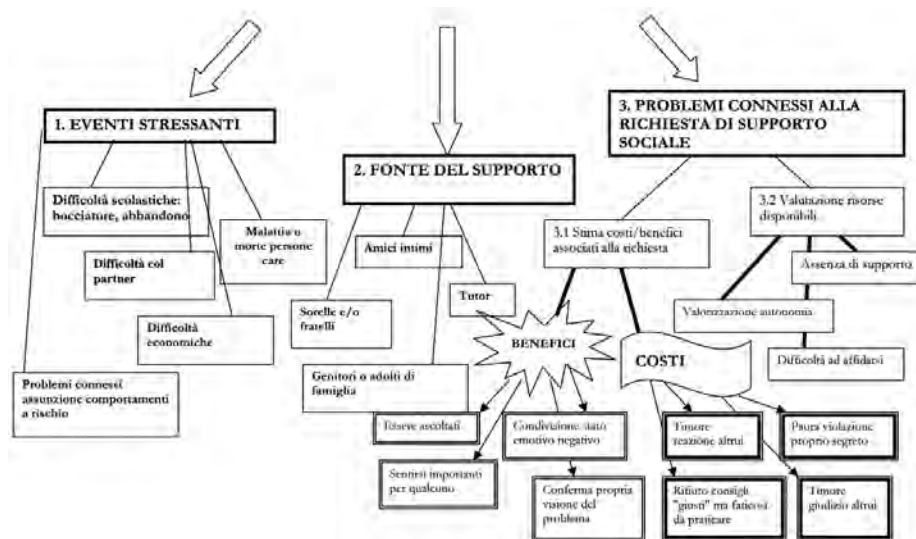 1. EVENTI STRESSANTI
Difficoltà scolastiche:
bocciature, abbandono
Difficoltà col
partner
Malattia o
morte persone
care
Difficoltà
economiche
Problemi connessi
assunzione comportamenti
a rischio
2. FONTE DEL SUPPORTO
Amici intimi
Tutor
Sorelle e/o
fratelli
Genitori o adulti di
famiglia
3. PROBLEMI CONNESSI ALLA
RICHIESTA DI SUPPORTO
SOCIALE
3.1 Stima costi/benefici
associati alla richiesta
3.2 Valutazione risorse
disponibili
Assenza di supporto
Valorizzazione autonomia
Difficoltà ad affidarsi
BENEFICI
Essere ascoltati
Condivisione stato
emotivo negativo
Sentirsi importanti
per qualcuno
Conferma propria
visione del
problema
COSTI
Timore
reazione altrui
Paura violazione
proprio segreto
Rifiuto consigli
"giusti" ma faticosi
da praticare
Timore
giudizio altrui